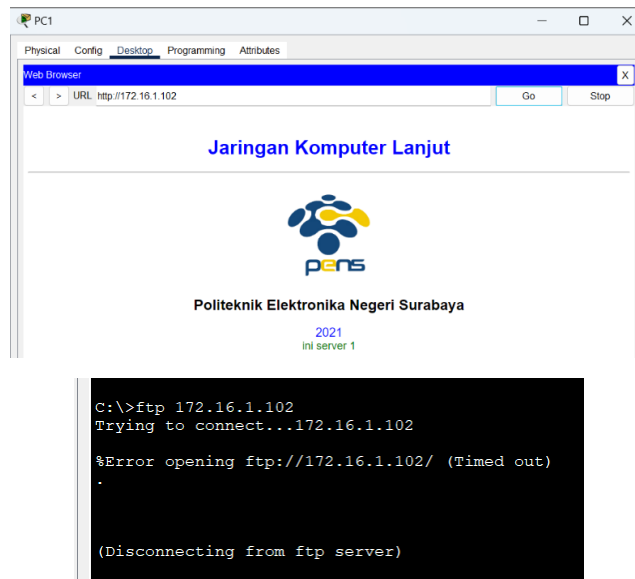 PC1
Physical Config Desktop Programming Attributes
Web Browser X
< > URL http://172.16.1.102 Go Stop
Jaringan Komputer Lanjut
pens
Politeknik Elektronika Negeri Surabaya
2021
ini server 1
C:\>ftp 172.16.1.102
Trying to connect...172.16.1.102
%Error opening ftp://172.16.1.102/ (Timed out)
.
(Disconnecting from ftp server)